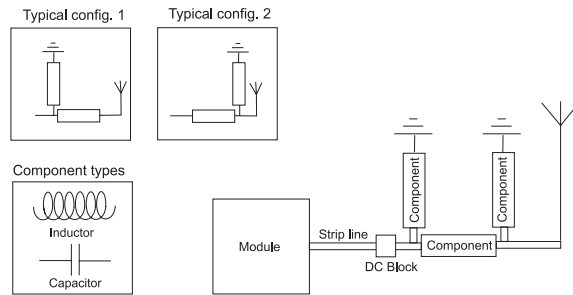 Typical config. 1
Typical config. 2
Component types
Inductor
Capacitor
Module
Strip line
DC Block
Component
Component
Component